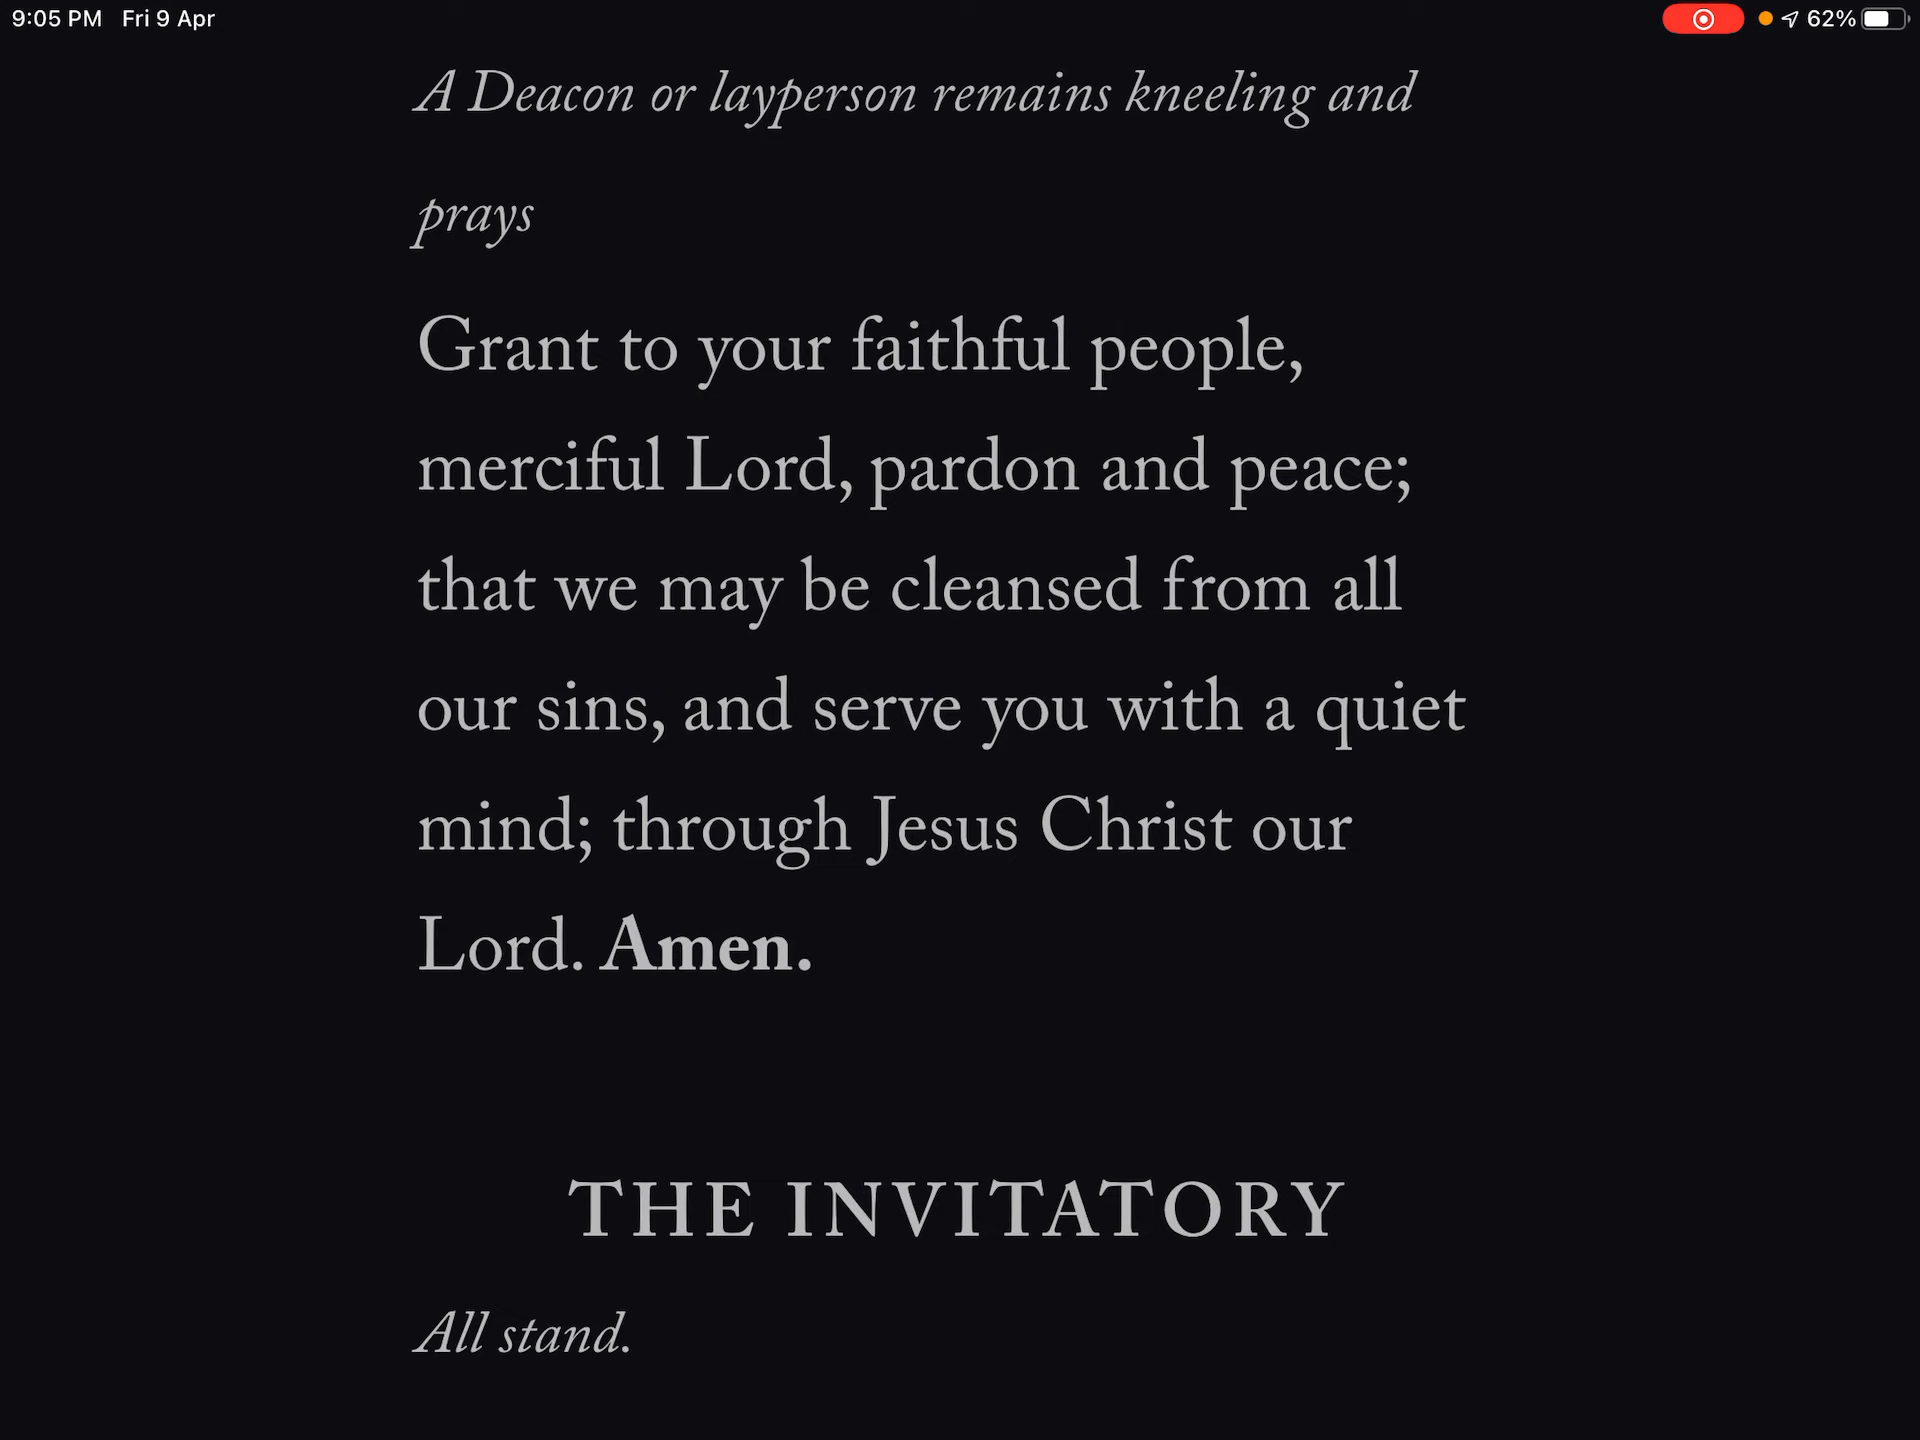 9:05 PM Fri 9 Apr 62%
A Deacon or layperson remains kneeling and
prays
Grant to your faithful people,
merciful Lord, pardon and peace;
that we may be cleansed from all
our sins, and serve you with a quiet
mind; through Jesus Christ our
Lord. Amen.
THE INVITATORY
All stand.